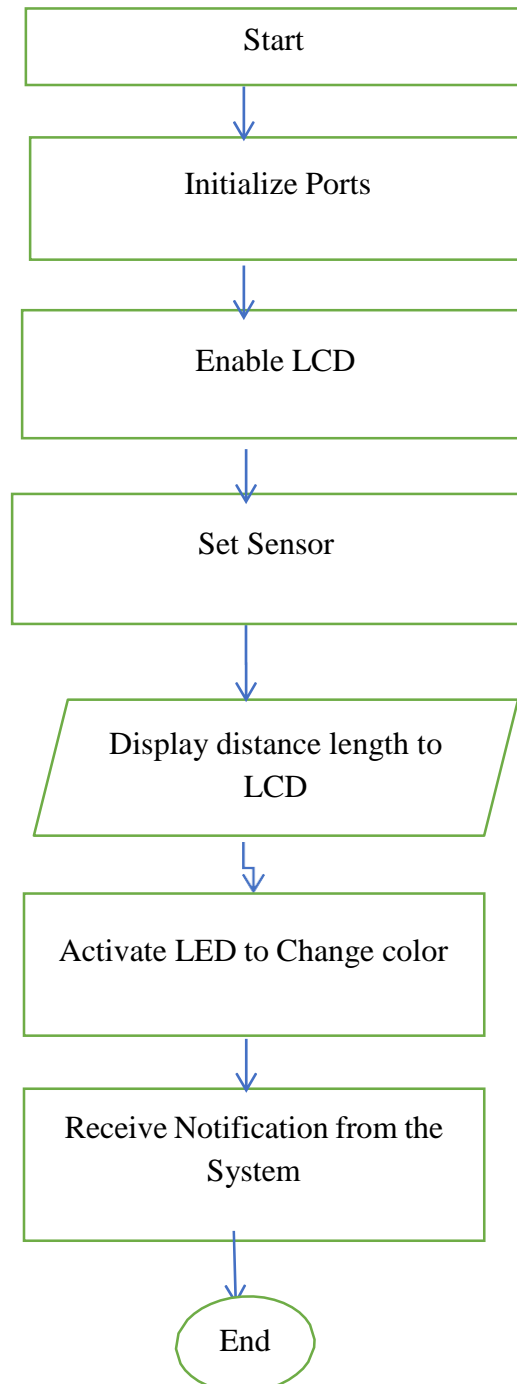 Start
Initialize Ports
Enable LCD
Set Sensor
Display distance length to
LCD
Activate LED to Change color
Receive Notification from the
System
End